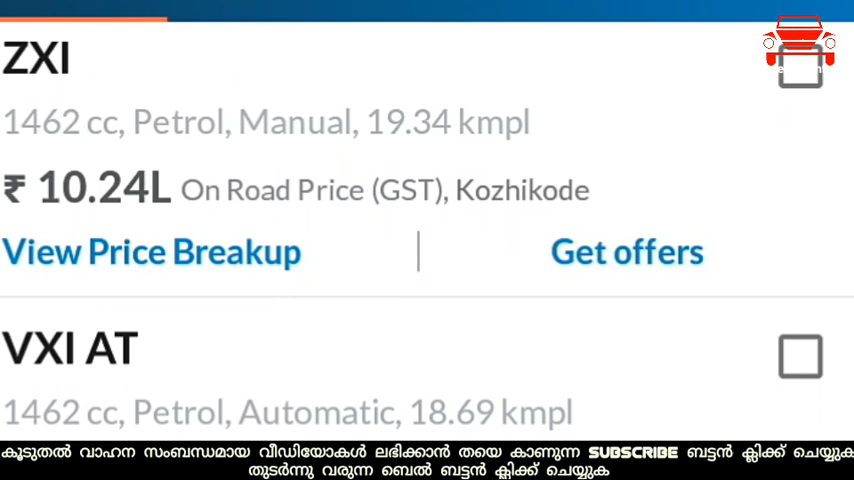 ZXI
1462 cc, Petrol, Manual, 19.34 kmpl
₹ 10.24L On Road Price (GST), Kozhikode
View Price Breakup | Get offers
VXI AT
1462 cc, Petrol, Automatic, 18.69 kmpl
കൂടുതൽ വാഹന സംബന്ധമായ വീഡിയോകൾ ലഭിക്കാൻ തയെ കാണുന്ന SUBSCRIBE ബട്ടൻ ക്ലിക്ക് ചെയ്യുക
തുടർന്നു വരുന്ന ബെൽ ബട്ടൻ ക്ലിക്ക് ചെയ്യുക